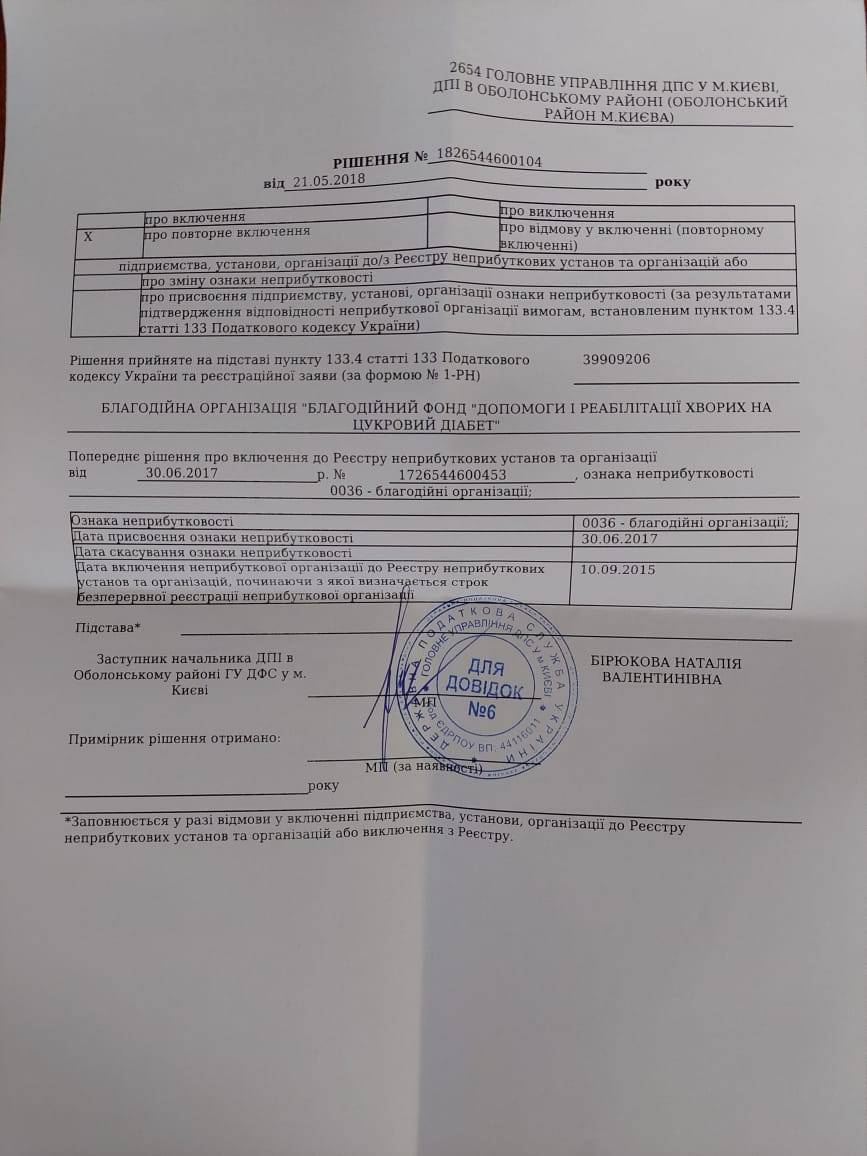 2654 ГОЛОВНЕ УПРАВЛІННЯ ДПС У М.КИЄВІ,
ДПІ В ОБОЛОНСЬКОМУ РАЙОНІ (ОБОЛОНСЬКИЙ
РАЙОН М.КИЄВА)
РІШЕННЯ № 1826544600104
від 21.05.2018 року
про включення
про виключення
X про повторне включення
про відмову у включенні (повторному
включенні)
підприємства, установи, організації до/з Реєстру неприбуткових установ та організацій або
про зміну ознаки неприбутковості
про присвоєння підприємству, установі, організації ознаки неприбутковості (за результатами
підтвердження відповідності неприбуткової організації вимогам, встановленим пунктом 133.4
статті 133 Податкового кодексу України)
Рішення прийняте на підставі пункту 133.4 статті 133 Податкового 39909206
кодексу України та реєстраційної заяви (за формою № 1-РН)
БЛАГОДІЙНА ОРГАНІЗАЦІЯ "БЛАГОДІЙНИЙ ФОНД "ДОПОМОГИ І РЕАБІЛІТАЦІЇ ХВОРИХ НА
ЦУКРОВИЙ ДІАБЕТ"
Попереднє рішення про включення до Реєстру неприбуткових установ та організації
від 30.06.2017 р. № 1726544600453, ознака неприбутковості
0036 - благодійні організації;
Ознака неприбутковості 0036 - благодійні організації;
Дата присвоєння ознаки неприбутковості 30.06.2017
Дата скасування ознаки неприбутковості
Дата включення неприбуткової організації до Реєстру неприбуткових 10.09.2015
установ та організацій, починаючи з якої визначається строк
безперервної реєстрації неприбуткової організації
Підстава*
Заступник начальника ДПІ в
Оболонському районі ГУ ДФС у м.
Києві
БІРЮКОВА НАТАЛІЯ
ВАЛЕНТИНІВНА
МП
ДЕРЖАВНА ПОДАТКОВА СЛУЖБА УКРАЇНИ
ГОЛОВНЕ УПРАВЛІННЯ ДПС У М.КИЄВІ
Код ЄДРПОУ ВП: 44116011
ДЛЯ
ДОВІДОК
№6
Примірник рішення отримано:
МП (за наявності)
року
*Заповнюється у разі відмови у включенні підприємства, установи, організації до Реєстру
неприбуткових установ та організацій або виключення з Реєстру.